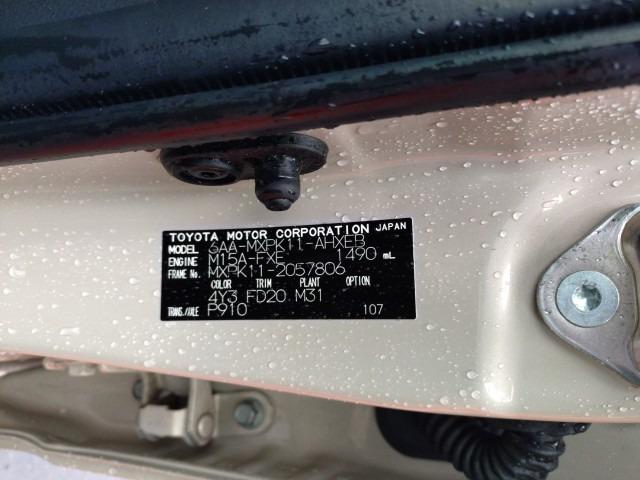 TOYOTA MOTOR CORPORATION JAPAN
MODEL 6AA-MXPK11-AHXEB
ENGINE M15A-FXE 1490 mL
FRAME No. MXPK11-2057806
COLOR TRIM PLANT OPTION
4Y3 FD20 M31
TRANS./AXLE P910 107